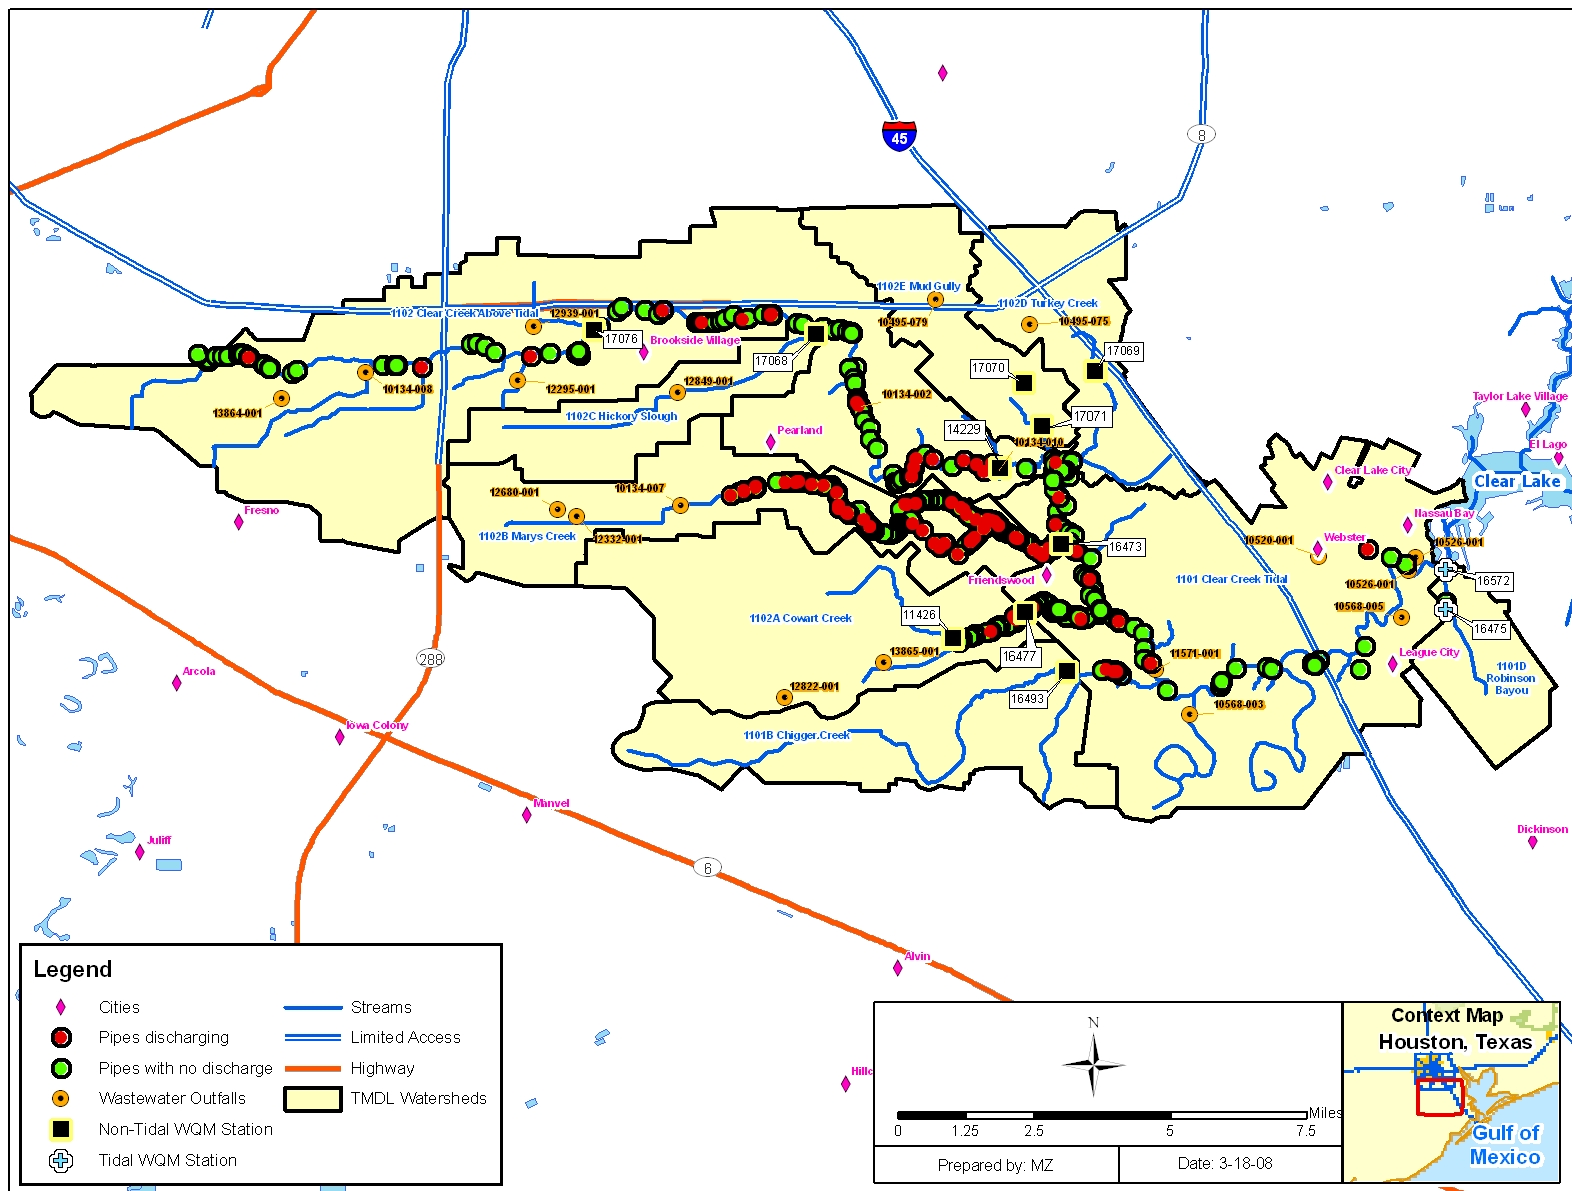 45
8
1102E Mud Gully
1102D Turkey Creek
10495-079
10495-075
1102 Clear Creek Above Tidal
12939-001
17076
Brookside Village
17068
17070
17069
10134-008
13864-001
12295-001
12849-001
1102C Hickory Slough
10134-002
17071
14229
10134-010
Pearland
Taylor Lake Village
El Lago
Clear Lake City
Clear Lake
Nassau Bay
12680-001
10134-007
Fresno
1102B Marys Creek
12332-001
10520-001
Webster
10526-001
16473
Friendswood
1101 Clear Creek Tidal
10526-001
16572
10568-005
16475
1102A Cowart Creek
11426
13865-001
16477
11571-001
League City
1101D
Robinson
Bayou
288
Arcola
12822-001
16493
10568-003
Iowa Colony
1101B Chigger.Creek
Manvel
Juliff
Dickinson
6
Alvin
Hillc
Legend
Cities
Streams
Pipes discharging
Limited Access
Pipes with no discharge
Highway
Wastewater Outfalls
TMDL Watersheds
Non-Tidal WQM Station
Tidal WQM Station
N
Miles
0 1.25 2.5 5 7.5
Prepared by: MZ
Date: 3-18-08
Context Map
Houston, Texas
Gulf of
Mexico